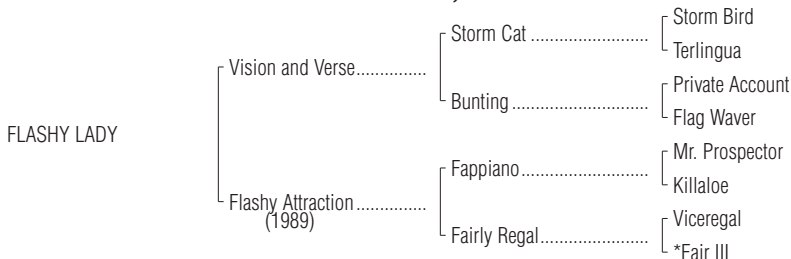 Storm Bird
Storm Cat ........................
Terlingua
Vision and Verse...............
Private Account
Bunting............................
Flag Waver
FLASHY LADY
Mr. Prospector
Fappiano..........................
Killaloe
Flashy Attraction ...............
(1989)
Viceregal
Fairly Regal......................
*Fair III